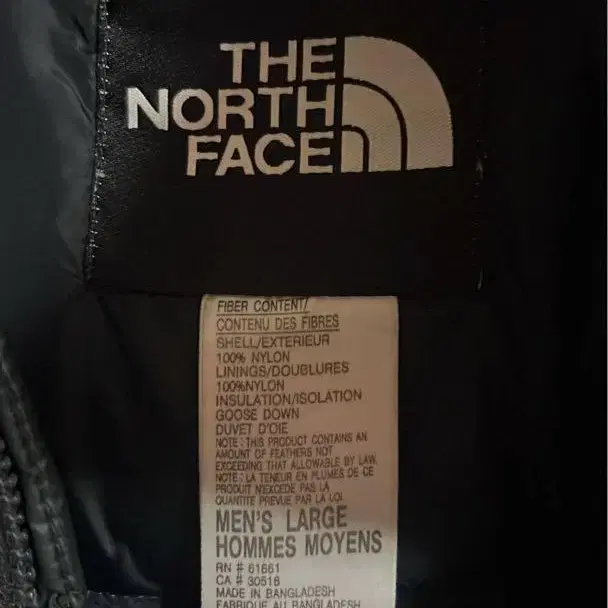 THE
NORTH
FACE
FIBER CONTENT/
CONTENU DES FIBRES
SHELL/EXTERIEUR
100% NYLON
LININGS/DOUBLURES
100%NYLON
INSULATION/ISOLATION
GOOSE DOWN
DUVET D'OIE
NOTE: THIS PRODUCT CONTAINS AN
AMOUNT OF FEATHERS NOT
EXCEEDING THAT ALLOWABLE BY LAW.
NOTE: LA TENEUR EN PLUMES DE CE
PRODUIT N'EXCEDE PAS LA
QUANTITE PREVUE PAR LA LOI.
MEN'S LARGE
HOMMES MOYENS
RN # 61661
CA # 30516
MADE IN BANGLADESH
FABRIQUE AU BANGLADESH